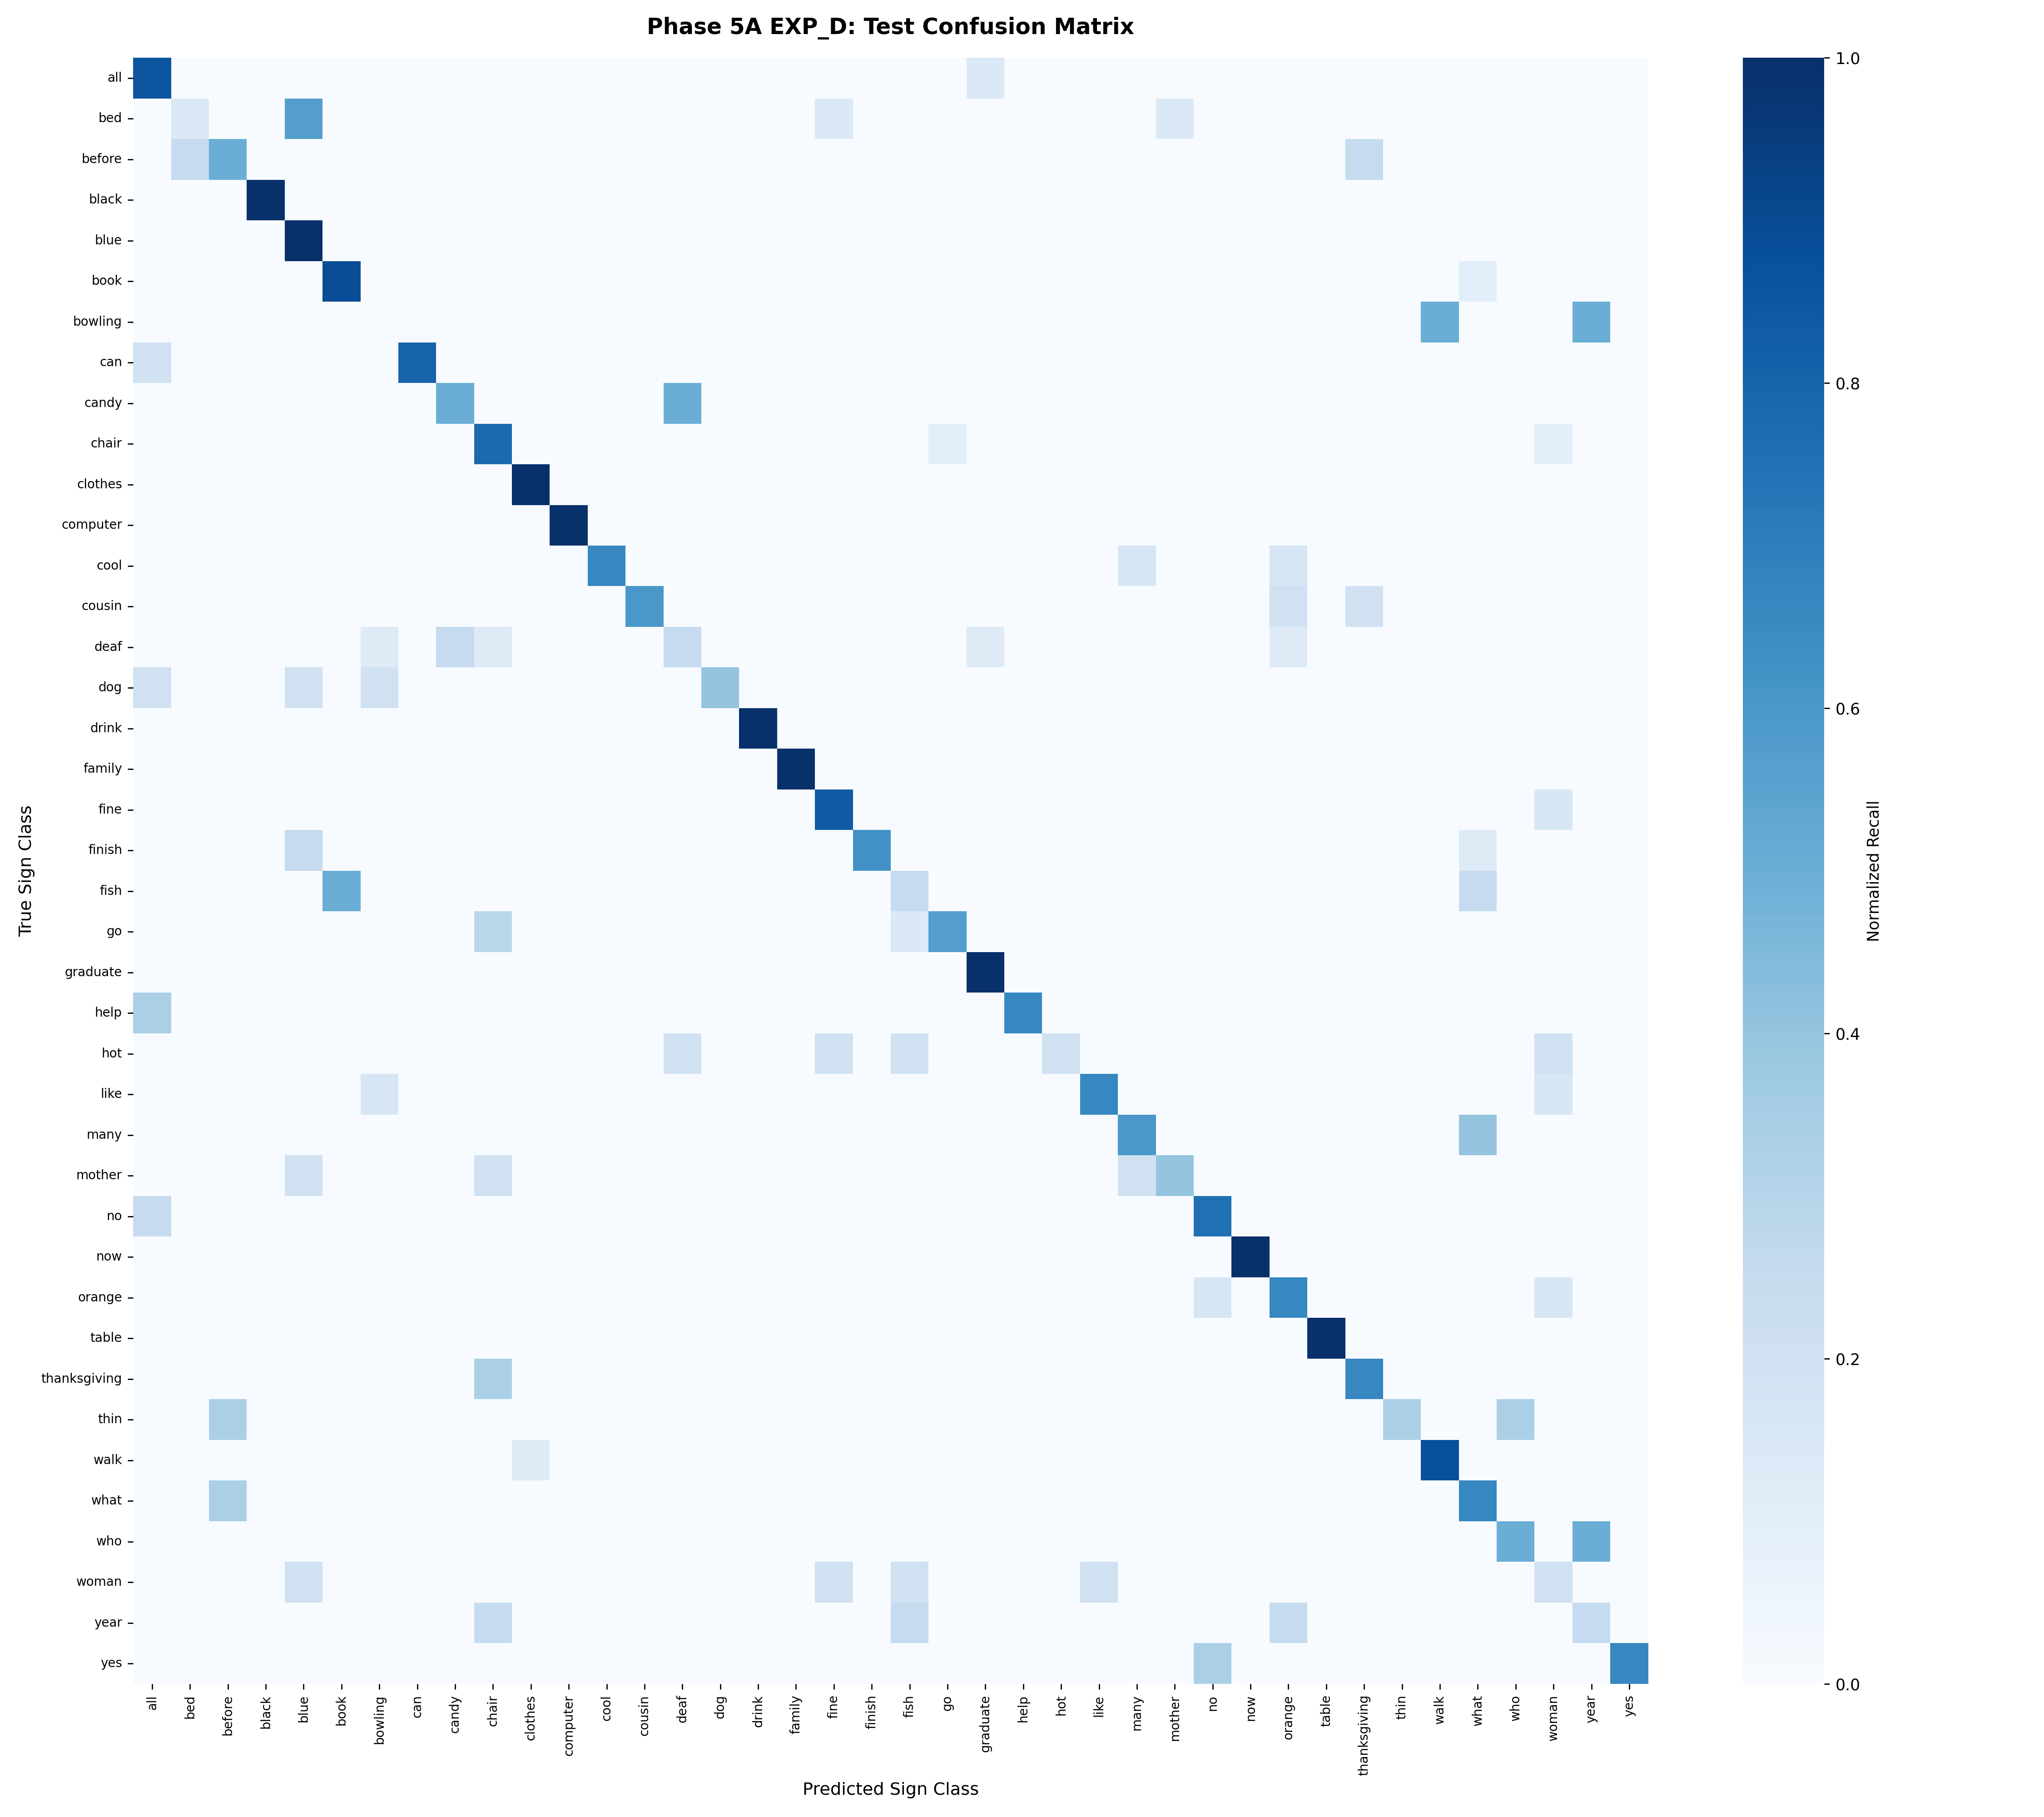 Phase 5A EXP_D: Test Confusion Matrix
True Sign Class
all
bed
before
black
blue
book
bowling
can
candy
chair
clothes
computer
cool
cousin
deaf
dog
drink
family
fine
finish
fish
go
graduate
help
hot
like
many
mother
no
now
orange
table
thanksgiving
thin
walk
what
who
woman
year
yes
all
bed
before
black
blue
book
bowling
can
candy
chair
clothes
computer
cool
cousin
deaf
dog
drink
family
fine
finish
fish
go
graduate
help
hot
like
many
mother
no
now
orange
table
thanksgiving
thin
walk
what
who
woman
year
yes
Predicted Sign Class
1.0
0.8
0.6
0.4
0.2
0.0
Normalized Recall